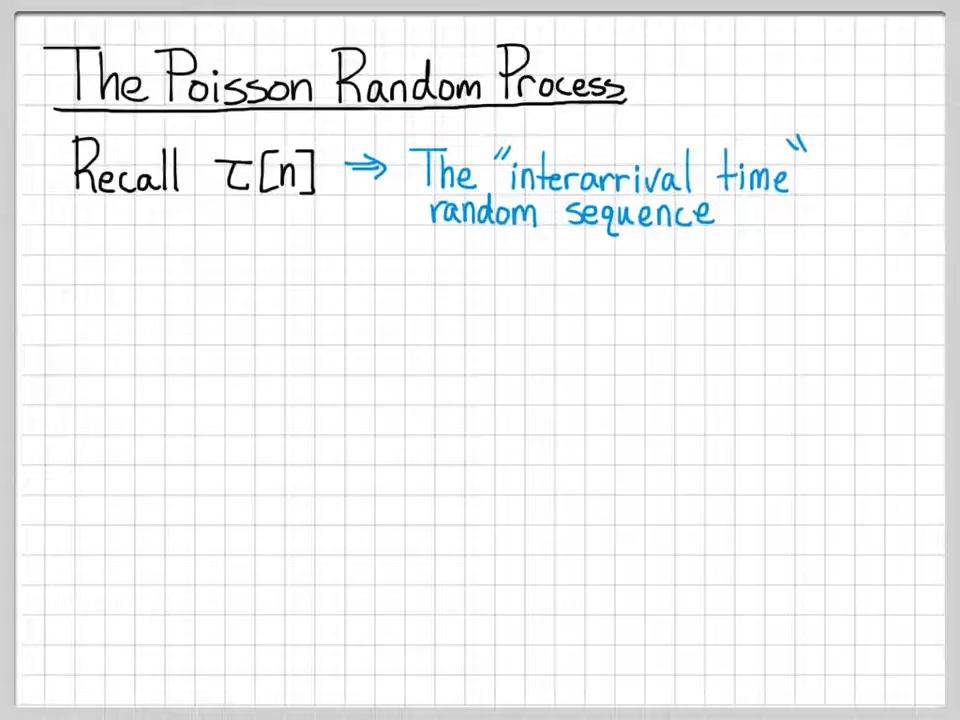 The Poisson Random Process
Recall τ[n] ⇒ The "interarrival time"
random sequence